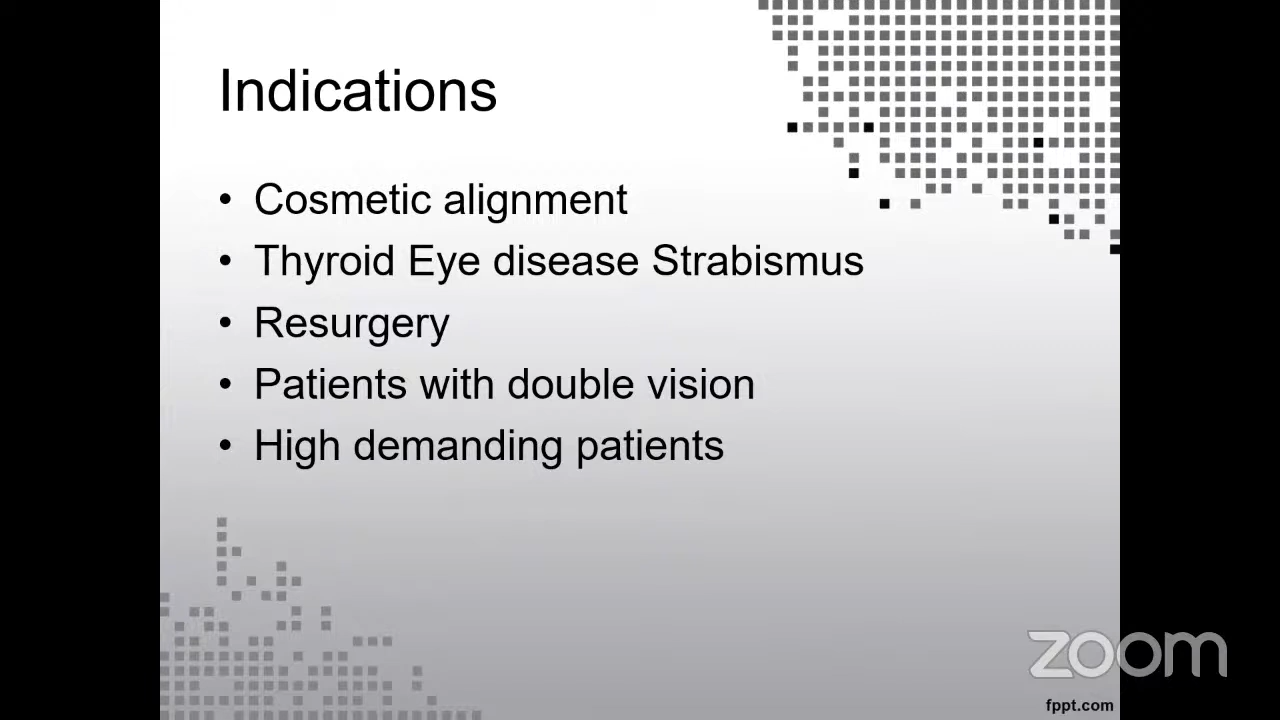 Indications
• Cosmetic alignment
• Thyroid Eye disease Strabismus
• Resurgery
• Patients with double vision
• High demanding patients
zoom
fppt.com